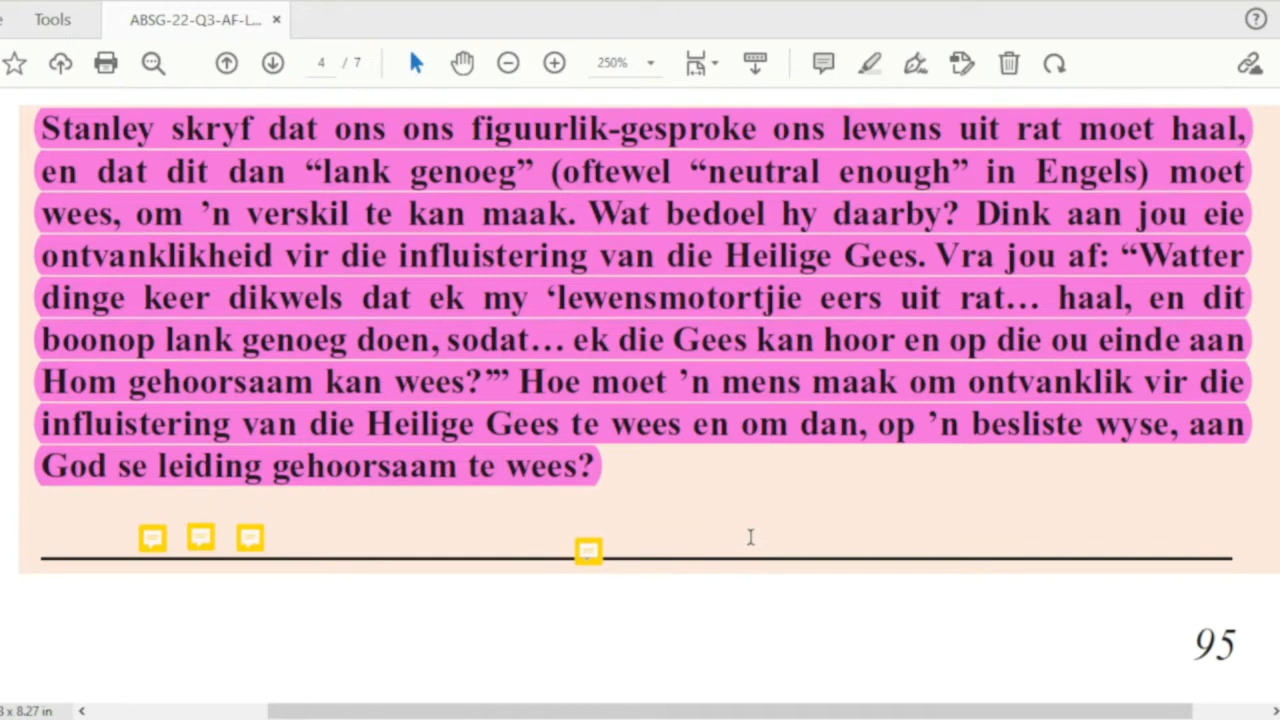 Tools
ABSG-22-Q3-AF-L... ×
4 / 7
250%
Stanley skryf dat ons ons figuurlik-gesproke ons lewens uit rat moet haal,
en dat dit dan “lank genoeg” (oftewel “neutral enough” in Engels) moet
wees, om ’n verskil te kan maak. Wat bedoel hy daarby? Dink aan jou eie
ontvanklikheid vir die influistering van die Heilige Gees. Vra jou af: “Watter
dinge keer dikwels dat ek my ‘lewensmotortjie eers uit rat… haal, en dit
boonop lank genoeg doen, sodat… ek die Gees kan hoor en op die ou einde aan
Hom gehoorsaam kan wees?’” Hoe moet ’n mens maak om ontvanklik vir die
influistering van die Heilige Gees te wees en om dan, op ’n besliste wyse, aan
God se leiding gehoorsaam te wees?
95
x 8.27 in